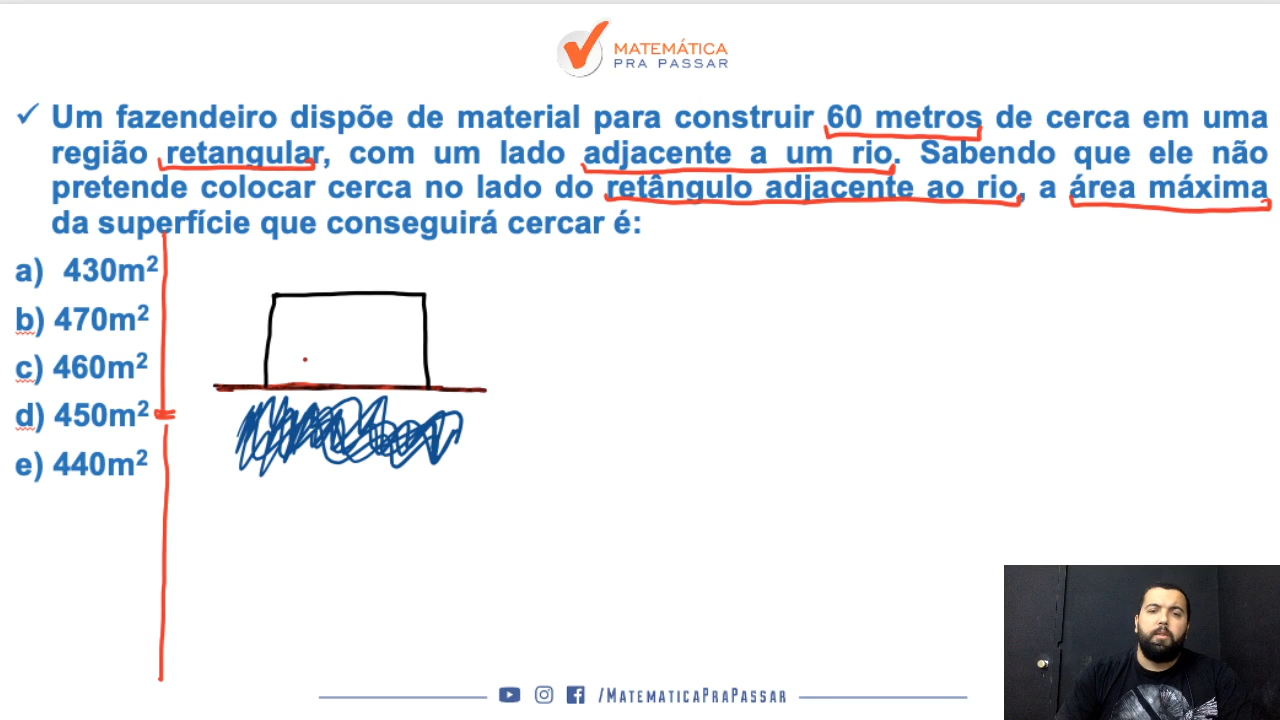 MATEMÁTICA
PRA PASSAR
✓ Um fazendeiro dispõe de material para construir 60 metros de cerca em uma
região retangular, com um lado adjacente a um rio. Sabendo que ele não
pretende colocar cerca no lado do retângulo adjacente ao rio, a área máxima
da superfície que conseguirá cercar é:
a) 430m²
b) 470m²
c) 460m²
d) 450m²
e) 440m²
/MATEMATICAPRAPASSAR